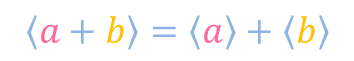 ⟨a + b⟩ = ⟨a⟩ + ⟨b⟩